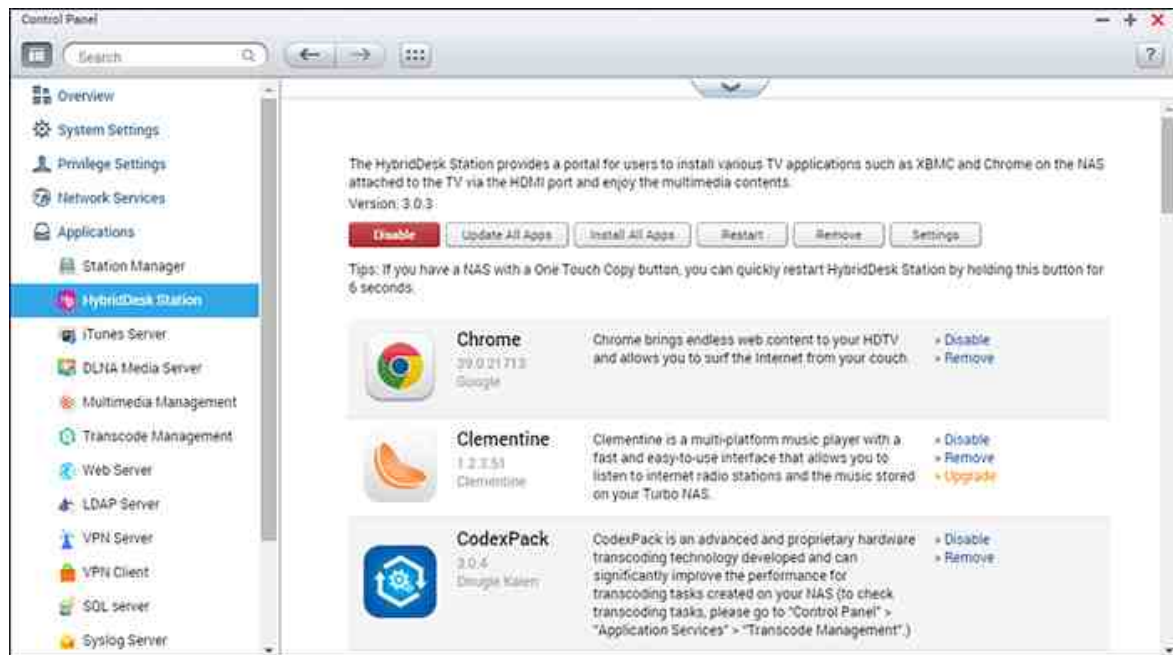 Control Panel
Search
?
Overview
System Settings
Privilege Settings
Network Services
Applications
Station Manager
HybridDesk Station
iTunes Server
DLNA Media Server
Multimedia Management
Transcode Management
Web Server
LDAP Server
VPN Server
VPN Client
SQL server
Syslog Server
The HybridDesk Station provides a portal for users to install various TV applications such as XBMC and Chrome on the NAS
attached to the TV via the HDMI port and enjoy the multimedia contents.
Version: 3.0.3
Disable
Update All Apps
Install All Apps
Restart
Remove
Settings
Tips: If you have a NAS with a One Touch Copy button, you can quickly restart HybridDesk Station by holding this button for
6 seconds.
Chrome
39.0.21713
Google
Chrome brings endless web content to your HDTV
and allows you to surf the Internet from your couch.
» Disable
» Remove
Clementine
1.2.3.51
Clementine
Clementine is a multi-platform music player with a
fast and easy-to-use interface that allows you to
listen to internet radio stations and the music stored
on your Turbo NAS.
» Disable
» Remove
» Upgrade
CodexPack
3.0.4
CodexPack is an advanced and proprietary hardware
transcoding technology developed and can
significantly improve the performance for
transcoding tasks created on your NAS (to check
transcoding tasks, please go to "Control Panel" >
"Application Services" > "Transcode Management".)
» Disable
» Remove